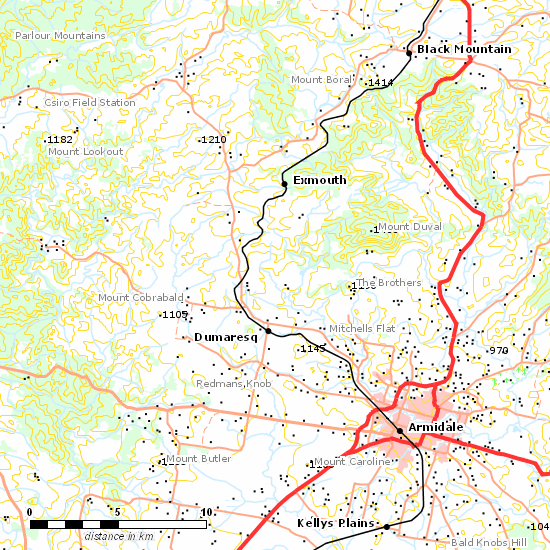 Parlour Mountains
Black Mountain
Mount Boral
.1414
Csiro Field Station
.1182
.1210
Mount Lookout
Exmouth
Mount Duval
The Brothers
Mount Cobrabald
.1105
Mitchells Flat
Dumaresq
.1145
.970
Redmans Knob
Armidale
Mount Butler
Mount Caroline
0
10
distance in km
Kellys Plains
Bald Knobs Hill